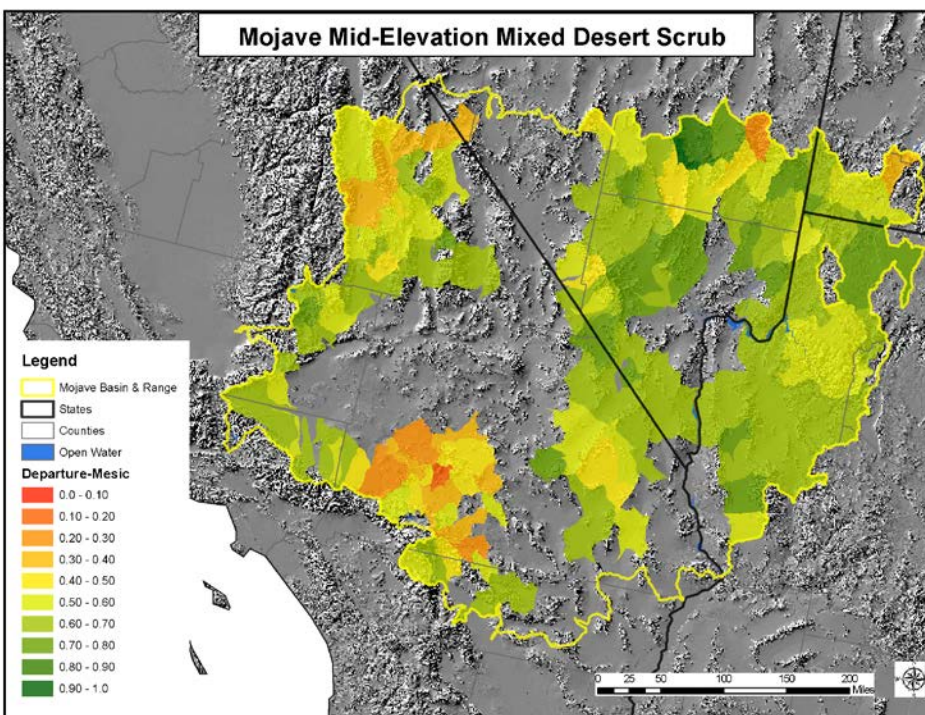 Mojave Mid-Elevation Mixed Desert Scrub
Legend
Mojave Basin & Range
States
Counties
Open Water
Departure-Mesic
0.0 - 0.10
0.10 - 0.20
0.20 - 0.30
0.30 - 0.40
0.40 - 0.50
0.50 - 0.60
0.60 - 0.70
0.70 - 0.80
0.80 - 0.90
0.90 - 1.0
0 25 50 100 150 200
Miles